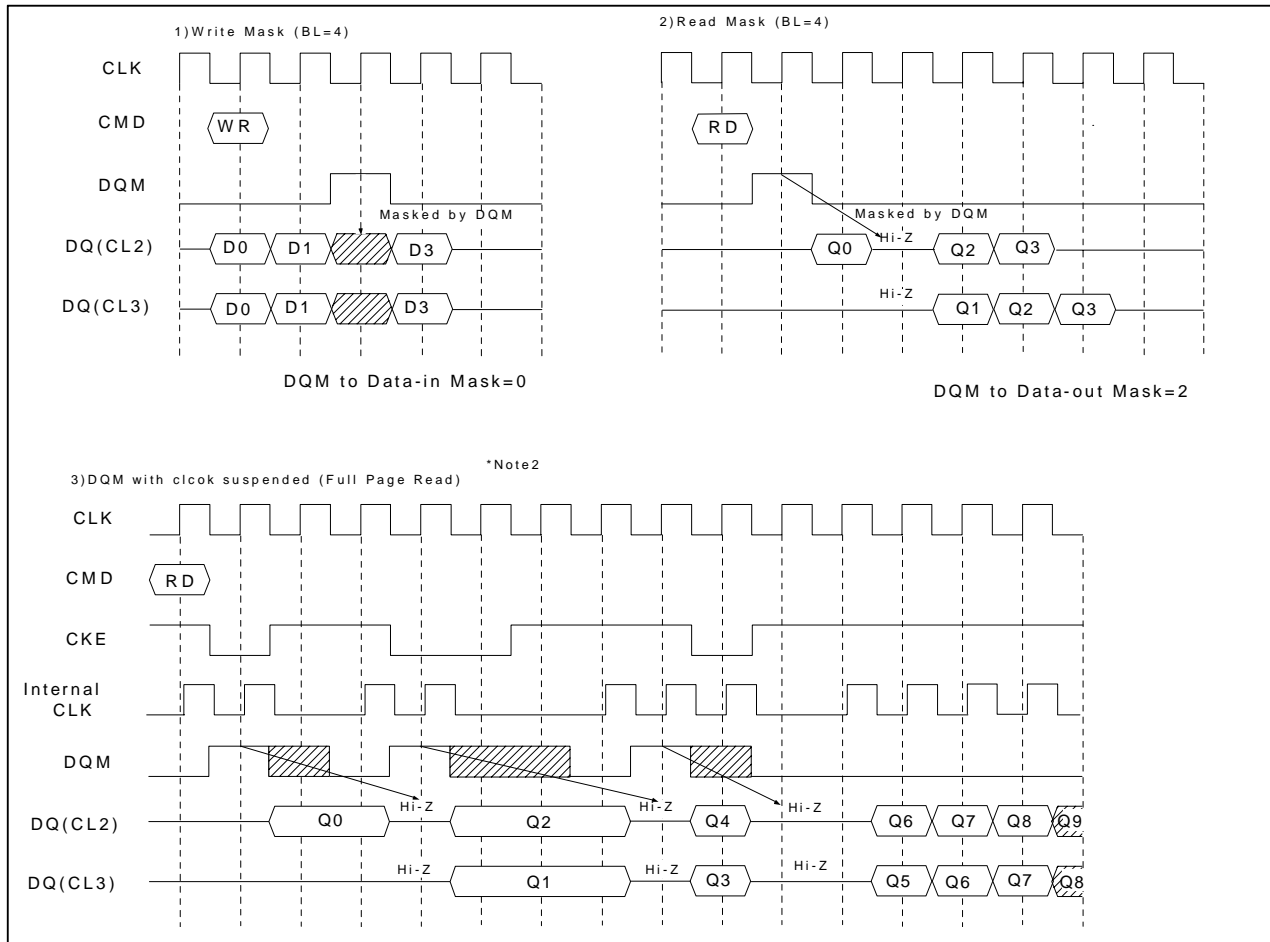 1)Write Mask (BL=4)
CLK
CMD
WR
DQM
Masked by DQM
DQ(CL2)
D0 D1 D3
DQ(CL3)
D0 D1 D3
DQM to Data-in Mask=0
2)Read Mask (BL=4)
RD
Masked by DQM
Hi-Z
Q0 Q2 Q3
Hi-Z
Q1 Q2 Q3
DQM to Data-out Mask=2
*Note2
3)DQM with clcok suspended (Full Page Read)
CLK
CMD
RD
CKE
Internal
CLK
DQM
Hi-Z Hi-Z Hi-Z
DQ(CL2)
Q0 Q2 Q4 Q6 Q7 Q8 Q9
Hi-Z Hi-Z Hi-Z
DQ(CL3)
Q1 Q3 Q5 Q6 Q7 Q8